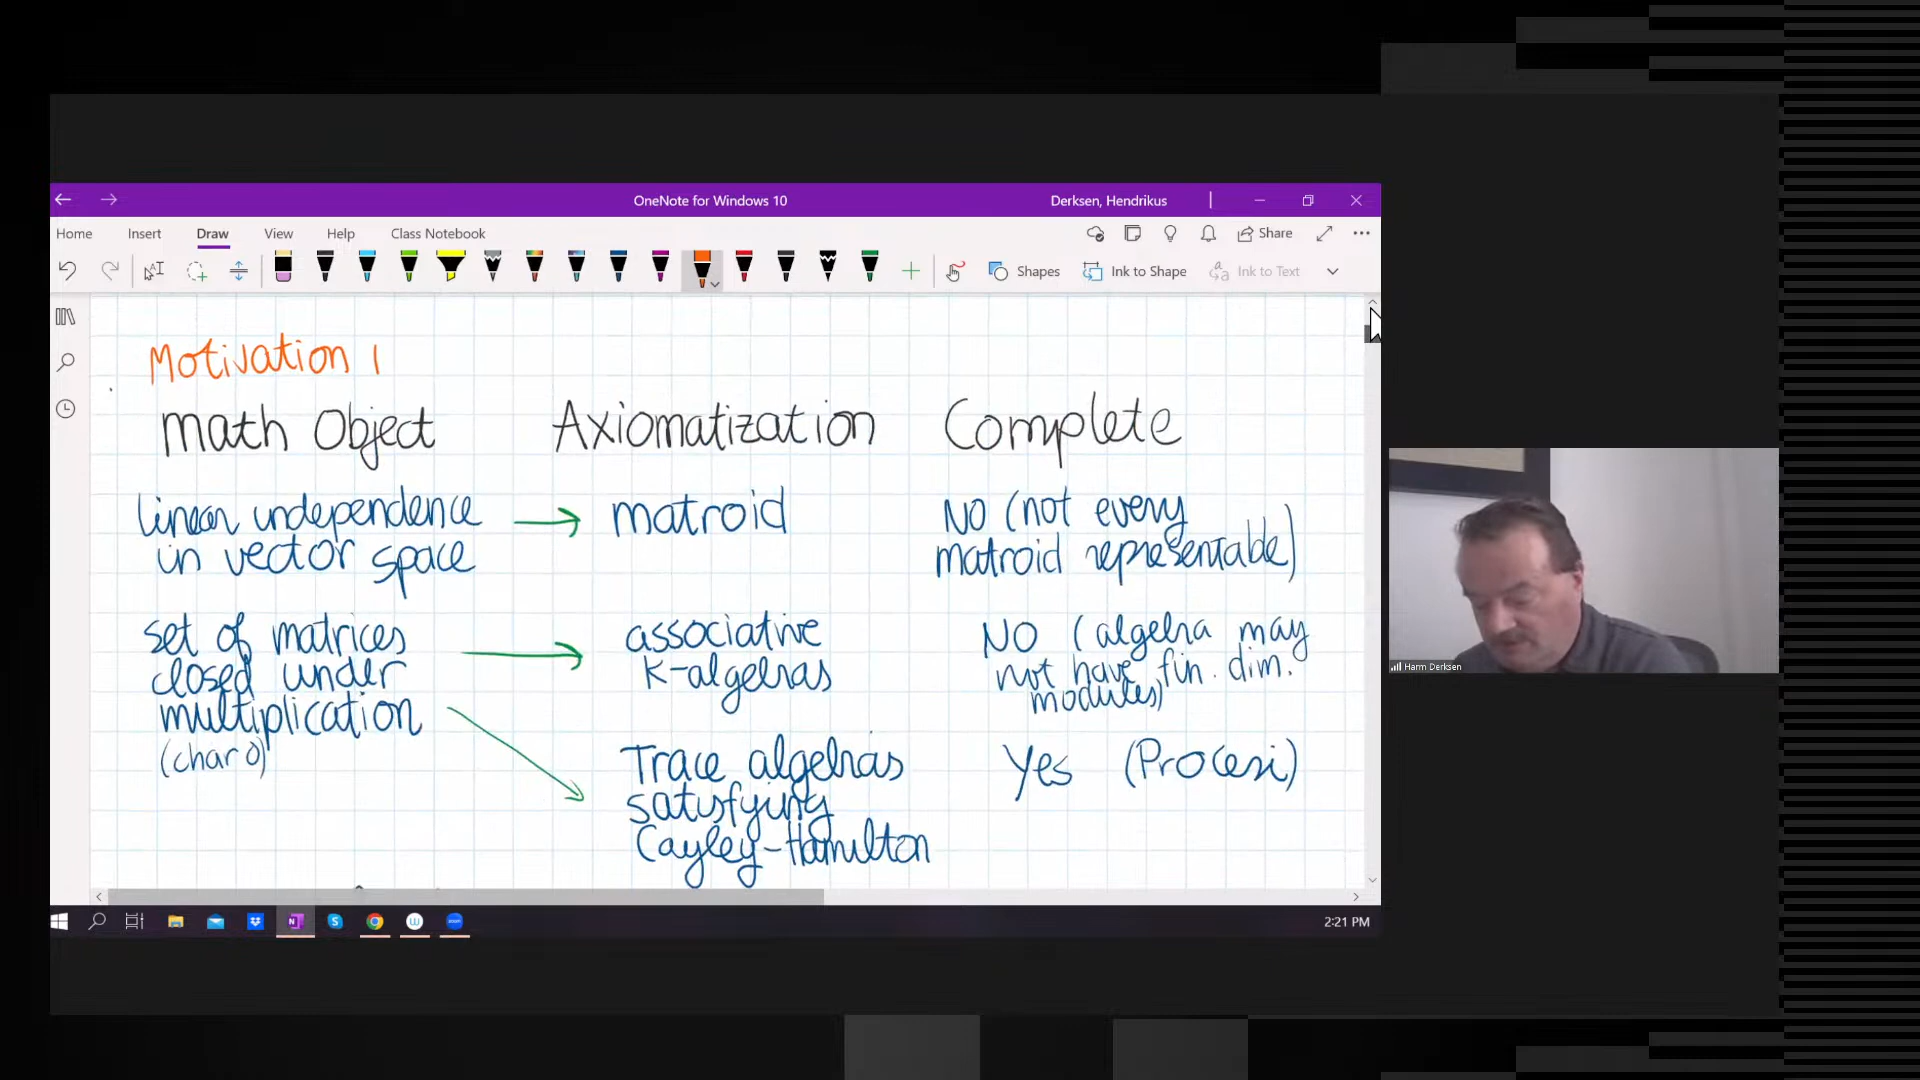 OneNote for Windows 10
Derksen, Hendrikus
Home Insert Draw View Help Class Notebook
Share
Shapes Ink to Shape Ink to Text
Motivation 1
Math Object Axiomatization Complete
linear independence
in vector space
matroid
NO (not every
matroid representable)
set of matrices
closed under
multiplication
(char 0)
associative
K-algebras
NO (algebra may
not have fin. dim.
modules)
Trace algebras
satisfying
Cayley-Hamilton
Yes (Procesi)
Harm Derksen
2:21 PM